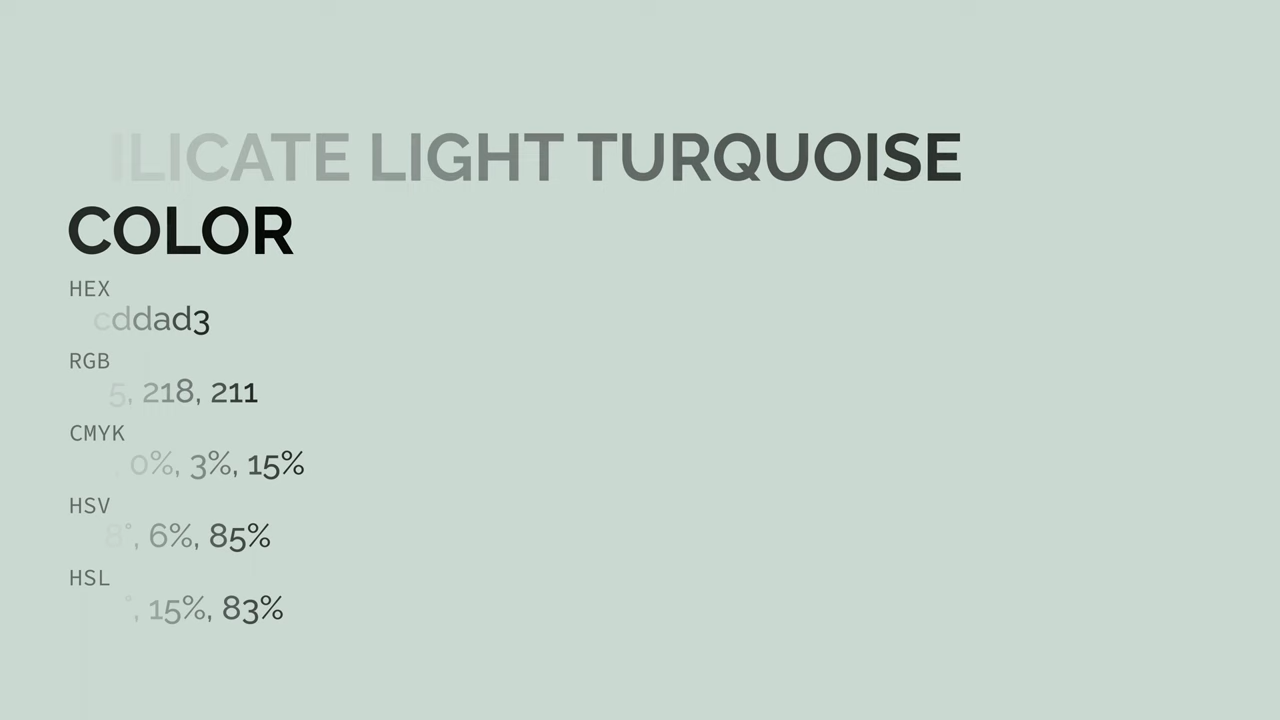 ILICATE LIGHT TURQUOISE
COLOR
HEX
cddad3
RGB
5, 218, 211
CMYK
, 0%, 3%, 15%
HSV
8°, 6%, 85%
HSL
°, 15%, 83%